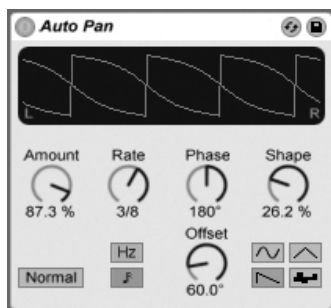 Auto Pan
L R
Amount Rate Phase Shape
87.3 % 3/8 180° 26.2 %
Offset
Hz
Normal 60.0°